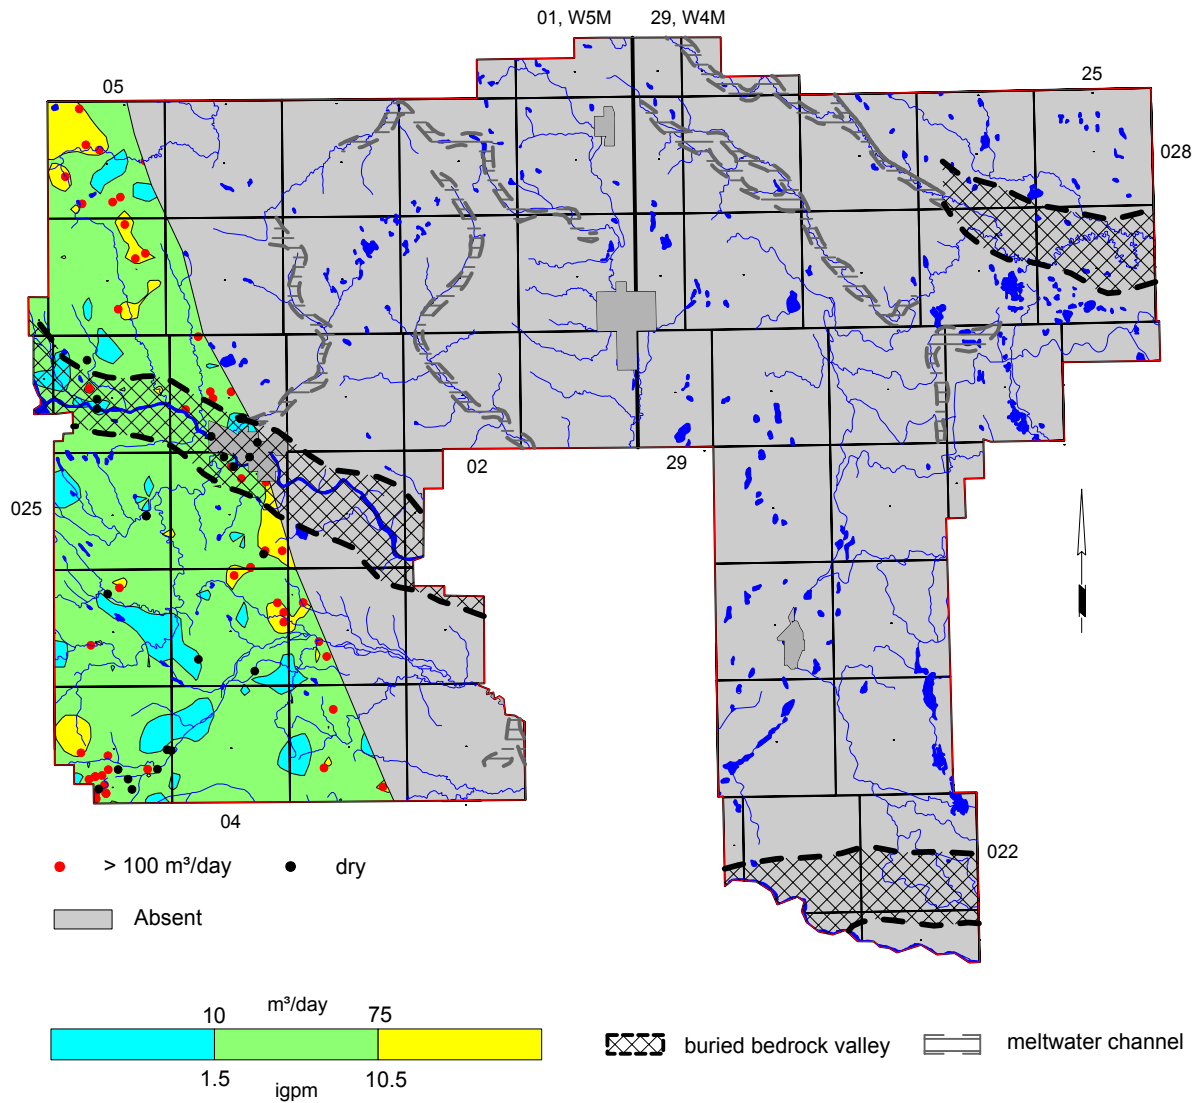 01, W5M 29, W4M
05
25
028
02
29
025
04
022
> 100 m³/day dry
Absent
m³/day
10 75
1.5 10.5
igpm
buried bedrock valley
meltwater channel